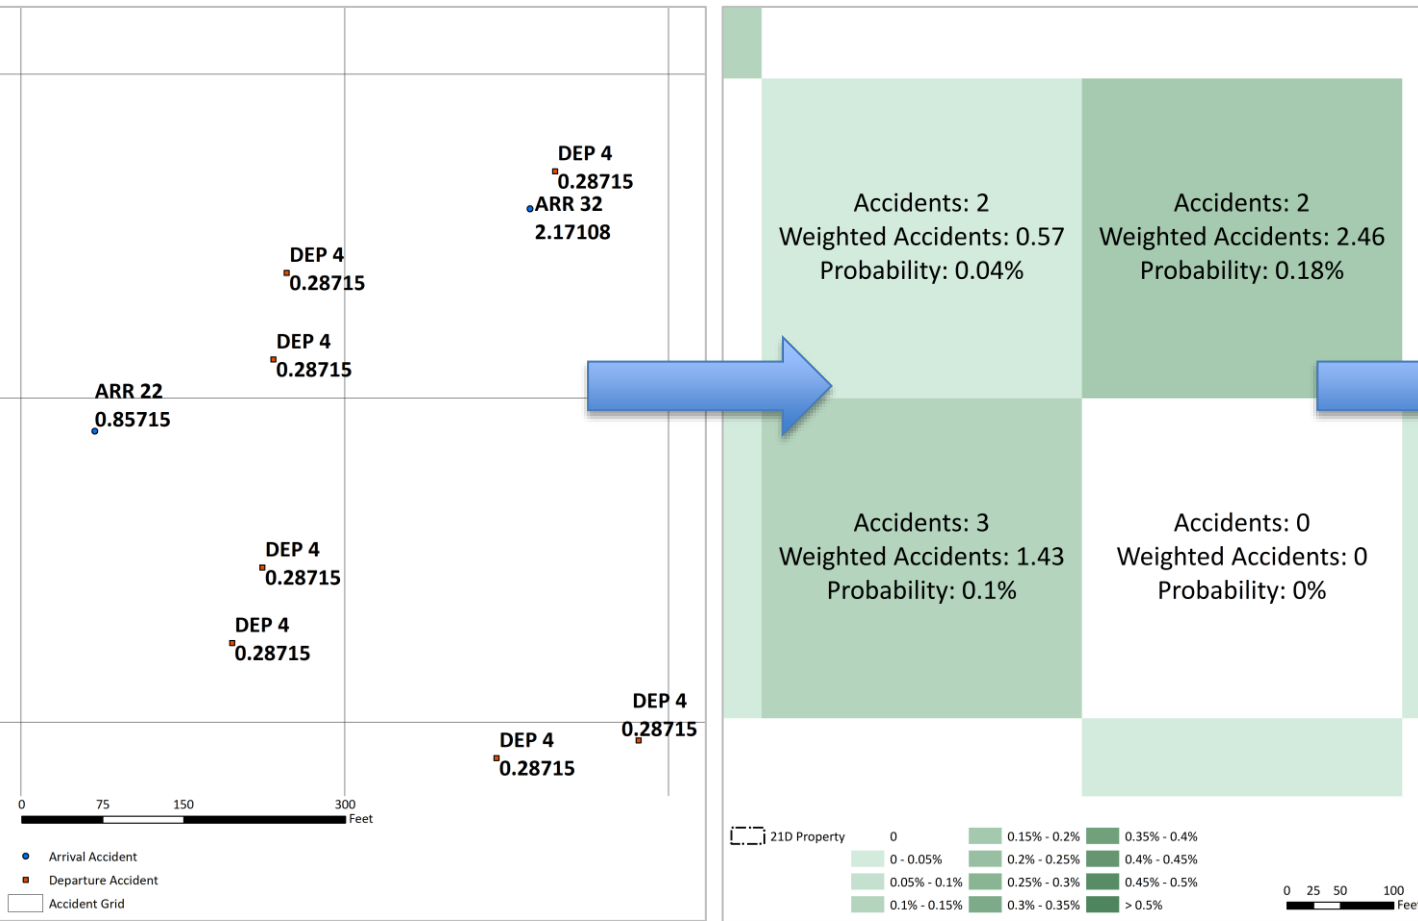 DEP 4
0.28715
ARR 32
2.17108
DEP 4
0.28715
DEP 4
0.28715
ARR 22
0.85715
DEP 4
0.28715
DEP 4
0.28715
DEP 4
0.28715
DEP 4
0.28715
0 75 150 300
Feet
Arrival Accident
Departure Accident
Accident Grid
Accidents: 2
Weighted Accidents: 0.57
Probability: 0.04%
Accidents: 2
Weighted Accidents: 2.46
Probability: 0.18%
Accidents: 3
Weighted Accidents: 1.43
Probability: 0.1%
Accidents: 0
Weighted Accidents: 0
Probability: 0%
21D Property
0
0 - 0.05%
0.05% - 0.1%
0.1% - 0.15%
0.15% - 0.2%
0.2% - 0.25%
0.25% - 0.3%
0.3% - 0.35%
0.35% - 0.4%
0.4% - 0.45%
0.45% - 0.5%
> 0.5%
0 25 50 100
Feet